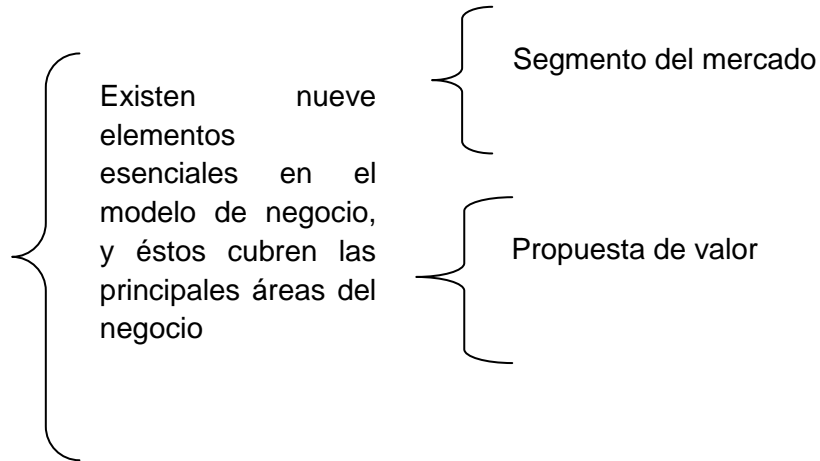 Existen nueve
elementos
esenciales en el
modelo de negocio,
y éstos cubren las
principales áreas del
negocio
Segmento del mercado
Propuesta de valor